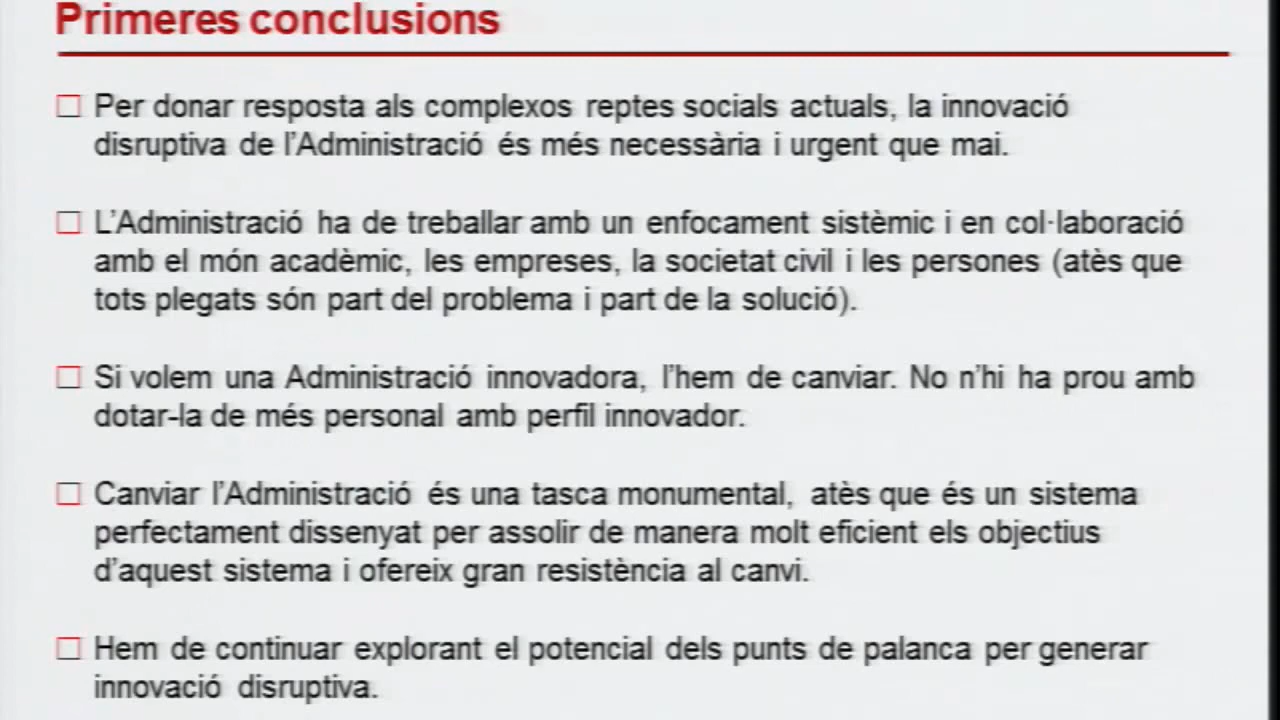 Primeres conclusions
Per donar resposta als complexos reptes socials actuals, la innovació
disruptiva de l'Administració és més necessària i urgent que mai.
L'Administració ha de treballar amb un enfocament sistèmic i en col·laboració
amb el món acadèmic, les empreses, la societat civil i les persones (atès que
tots plegats són part del problema i part de la solució).
Si volem una Administració innovadora, l'hem de canviar. No n'hi ha prou amb
dotar-la de més personal amb perfil innovador.
Canviar l'Administració és una tasca monumental, atès que és un sistema
perfectament dissenyat per assolir de manera molt eficient els objectius
d'aquest sistema i ofereix gran resistència al canvi.
Hem de continuar explorant el potencial dels punts de palanca per generar
innovació disruptiva.